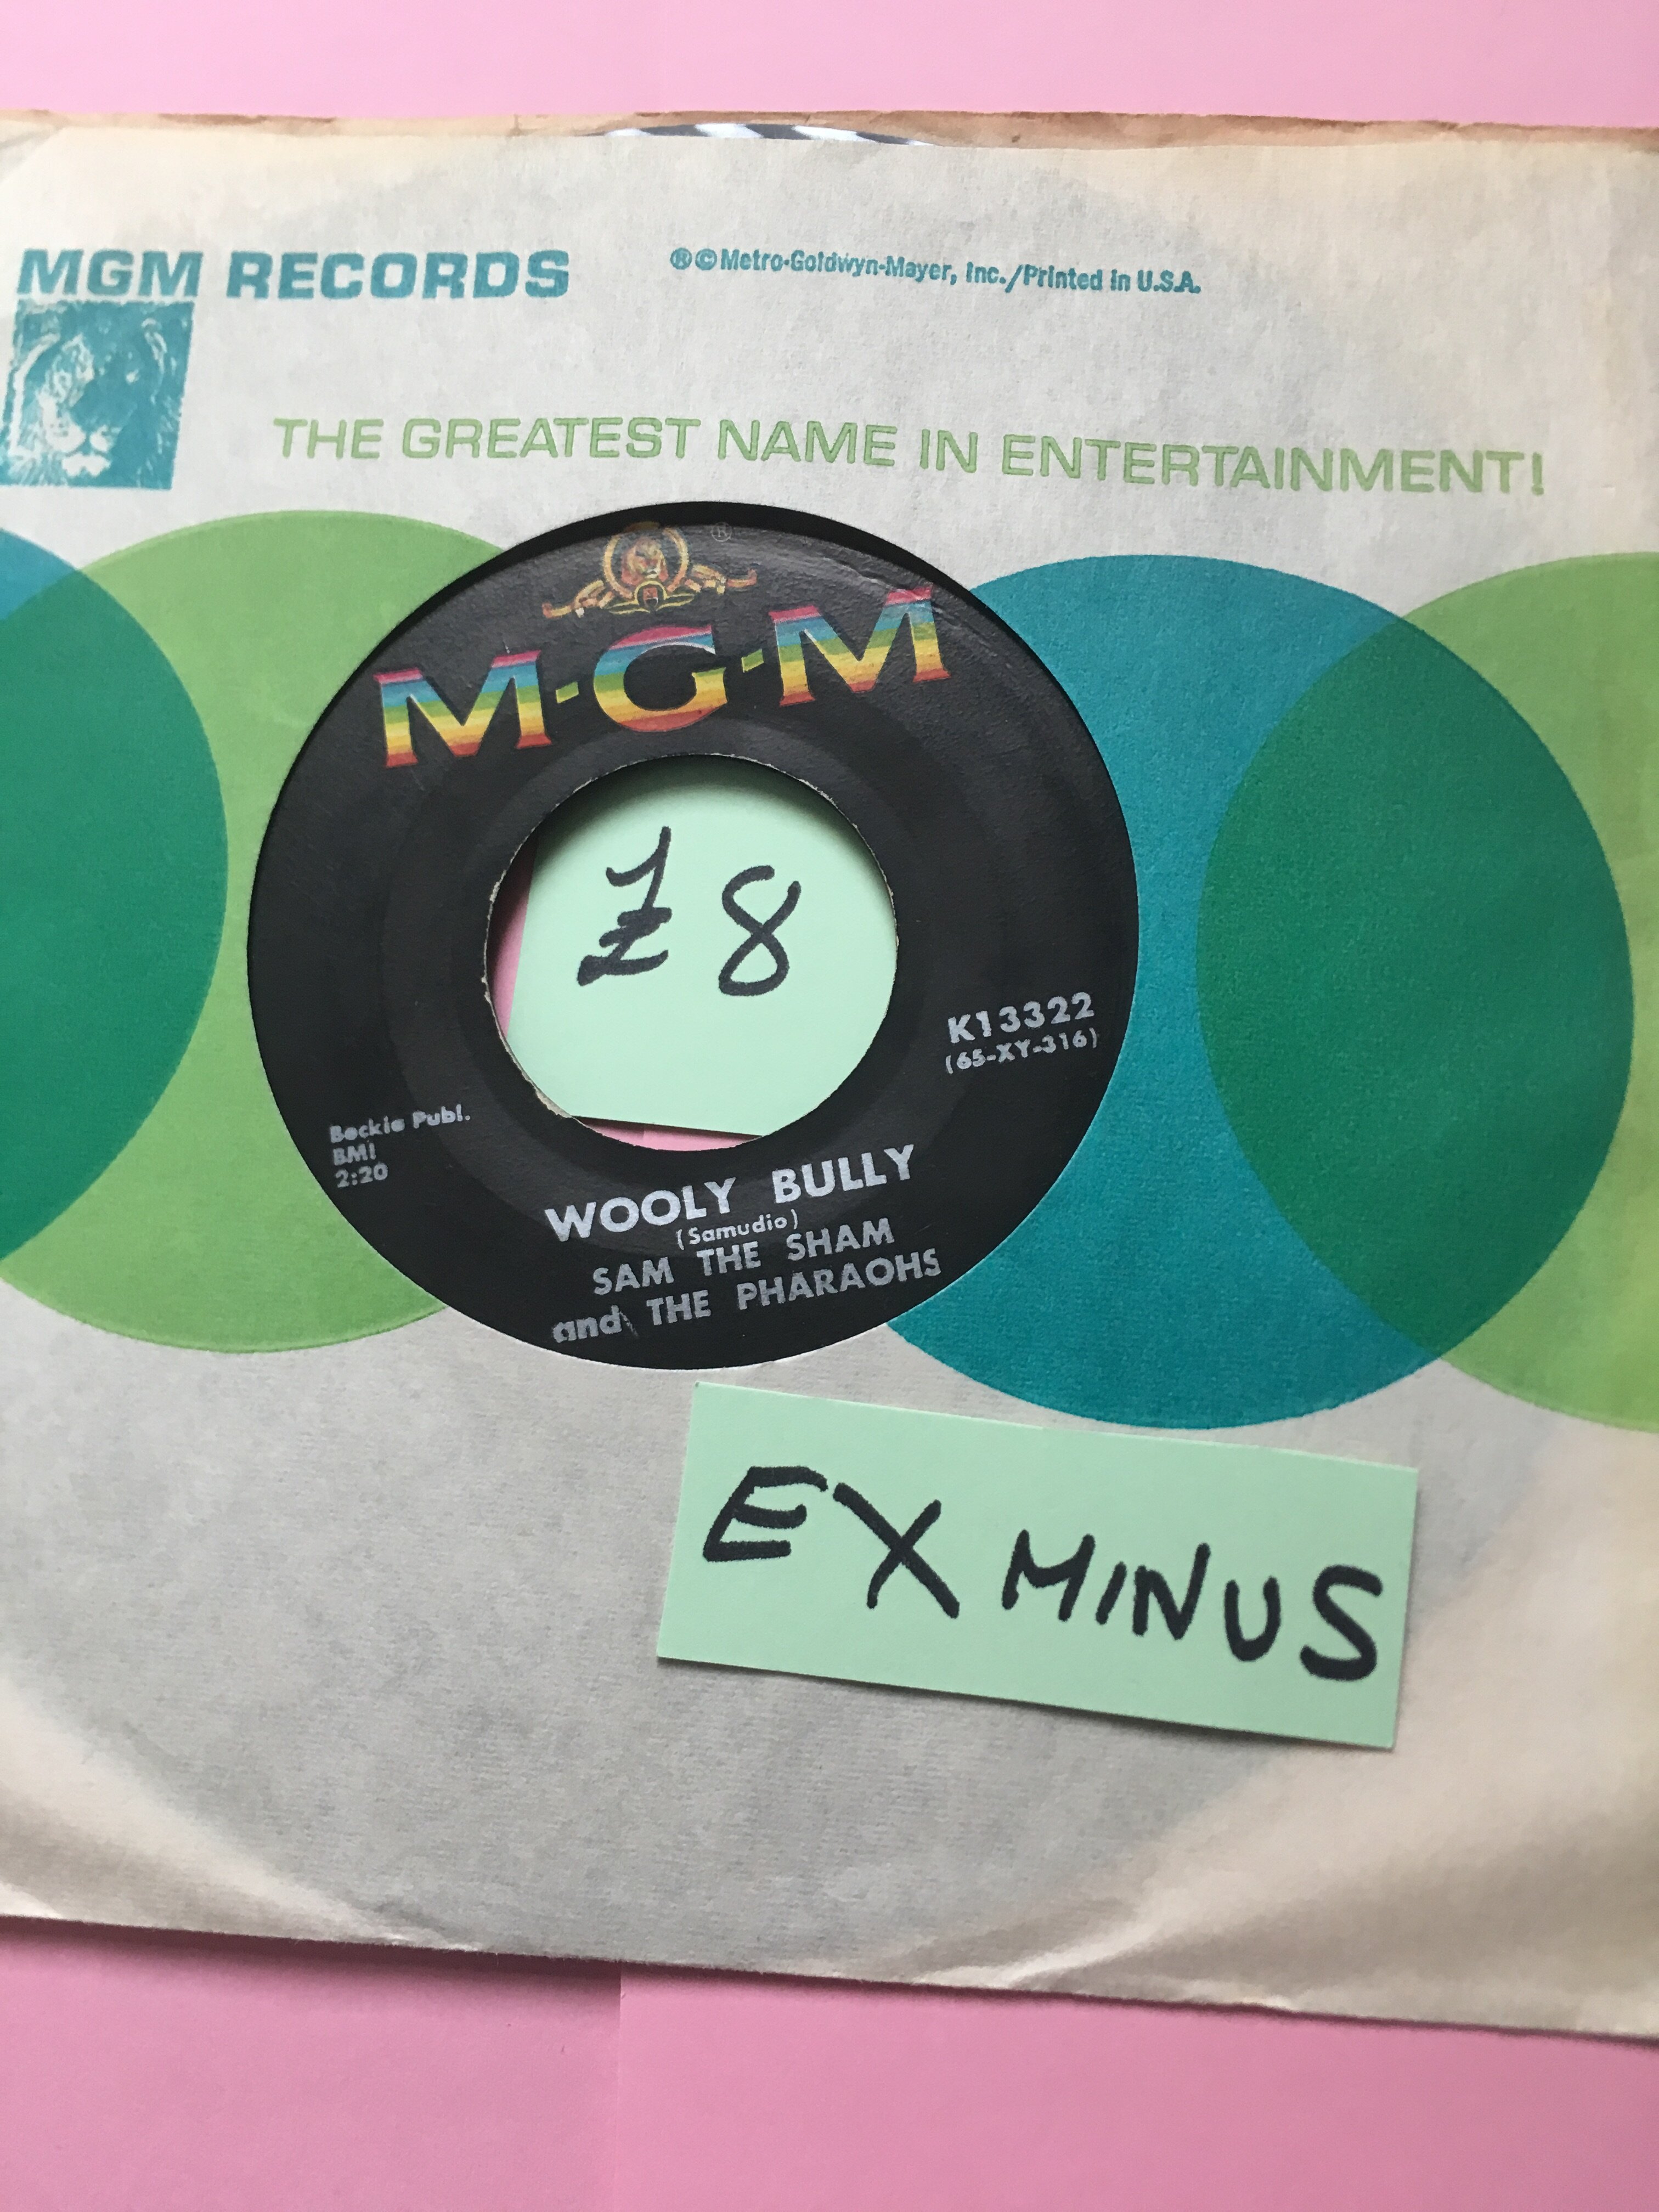 MGM RECORDS
®©Metro-Goldwyn-Mayer, Inc./Printed in U.S.A.
THE GREATEST NAME IN ENTERTAINMENT!
®
M·G·M
£8
K13322
(65-XY-316)
Beckie Publ.
BMI
2:20
WOOLY BULLY
(Samudio)
SAM THE SHAM
and THE PHARAOHS
EX MINUS